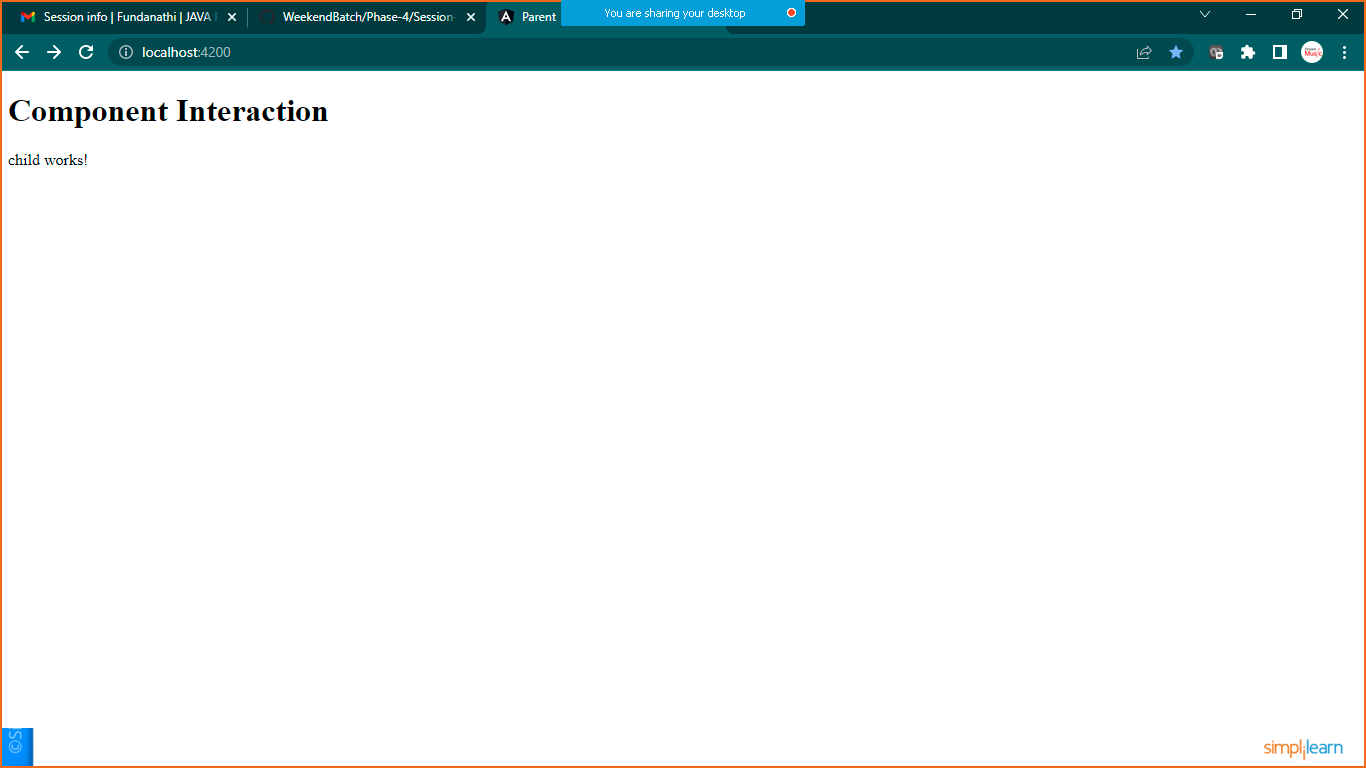 Session info | Fundanathi | JAVA F
WeekendBatch/Phase-4/Session-
Parent
You are sharing your desktop
localhost:4200
Component Interaction
child works!
©S
simplilearn